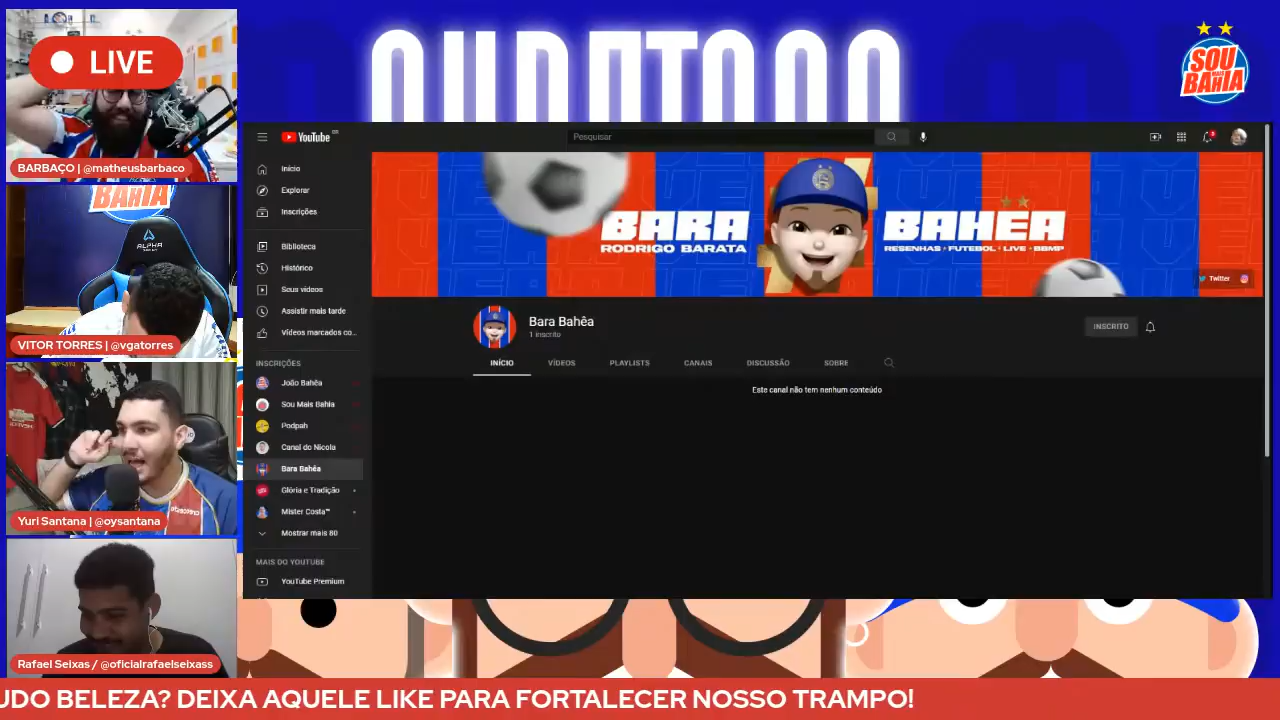 LIVE
BARBAÇO | @matheusbarbaco
BAHIA
ALPHA
VITOR TORRES | @vgatorres
Yuri Santana | @oysantana
Rafael Seixas / @oficialrafaelseixass
SOU
MAIS
BAHIA
YouTube
BR
Pesquisar
Início
Explorar
Inscrições
Biblioteca
Histórico
Seus vídeos
Assistir mais tarde
Vídeos marcados co...
INSCRIÇÕES
João Bahêa
Sou Mais Bahia
Podpah
Canal do Nicola
Bara Bahêa
Glória e Tradição
Mister Costa™
Mostrar mais 80
MAIS DO YOUTUBE
YouTube Premium
BARA
RODRIGO BARATA
BAHEA
RESENHAS • FUTEBOL • LIVE • BBMP
Twitter
Bara Bahêa
1 inscrito
INSCRITO
INÍCIO
VÍDEOS
PLAYLISTS
CANAIS
DISCUSSÃO
SOBRE
Este canal não tem nenhum conteúdo
UDO BELEZA? DEIXA AQUELE LIKE PARA FORTALECER NOSSO TRAMPO!